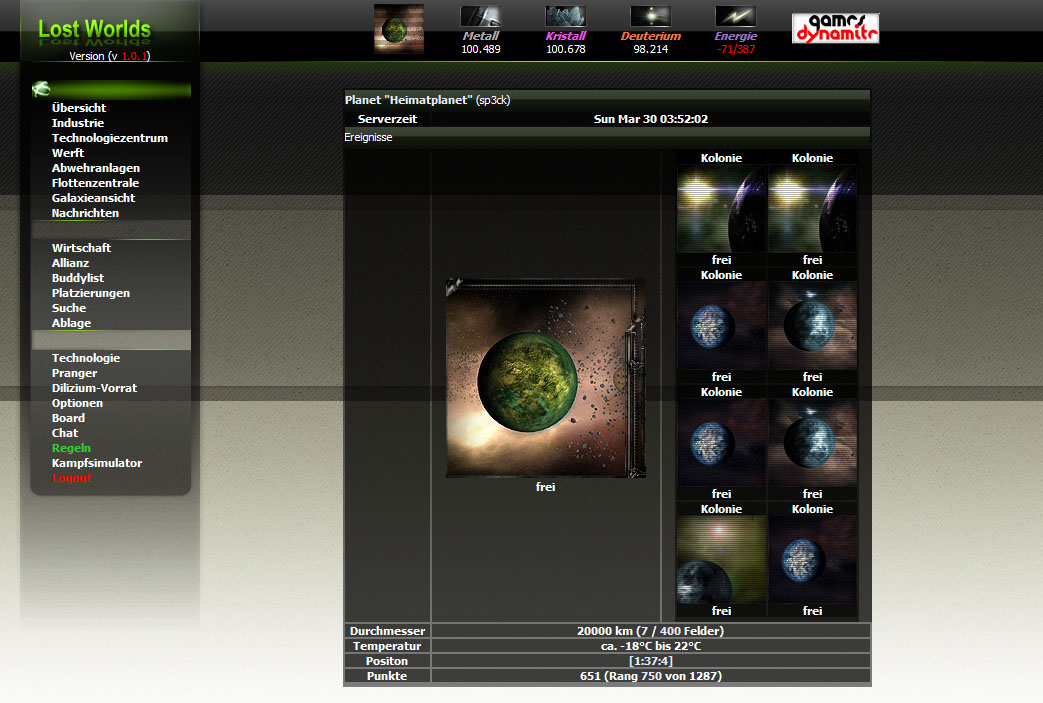 Lost Worlds
Version (v 1.0.1)
Metall Kristall Deuterium Energie
100.489 100.678 98.214 -71/387
games
dynamite
Übersicht
Industrie
Technologiezentrum
Werft
Abwehranlagen
Flottenzentrale
Galaxieansicht
Nachrichten
Wirtschaft
Allianz
Buddylist
Platzierungen
Suche
Ablage
Technologie
Pranger
Dilizium-Vorrat
Optionen
Board
Chat
Regeln
Kampfsimulator
Logout
Planet "Heimatplanet" (sp3ck)
Serverzeit Sun Mar 30 03:52:02
Ereignisse
frei
Kolonie Kolonie
frei frei
Kolonie Kolonie
frei frei
Kolonie Kolonie
frei frei
Kolonie Kolonie
frei frei
Durchmesser 20000 km (7 / 400 Felder)
Temperatur ca. -18°C bis 22°C
Positon [1:37:4]
Punkte 651 (Rang 750 von 1287)